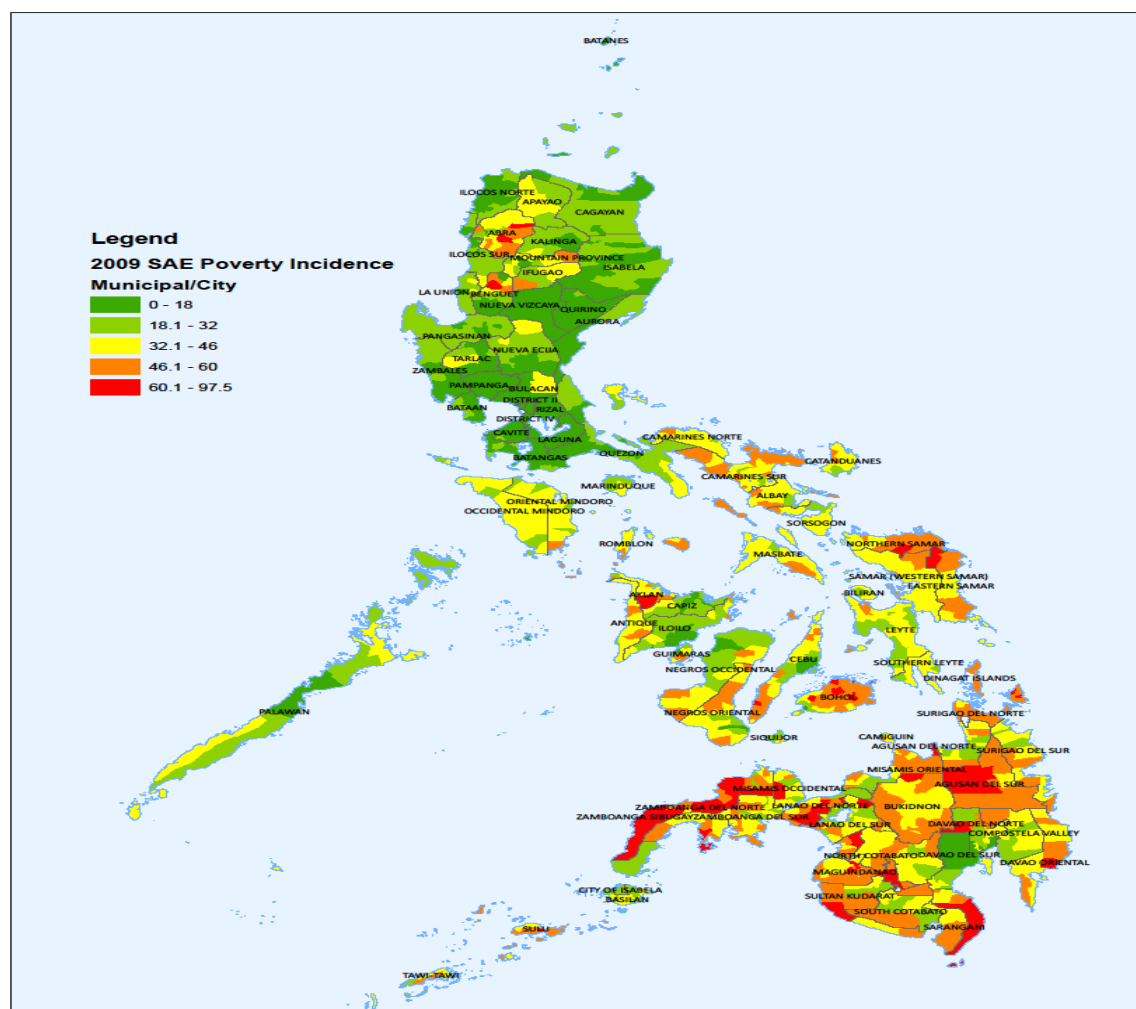 BATANES
ILOCOS NORTE
APAYAO
CAGAYAN
ABRA
KALINGA
ILOCOS SUR
MOUNTAIN PROVINCE
IFUGAO
ISABELA
LA UNION
BENGUET
NUEVA VIZCAYA
QUIRINO
AURORA
PANGASINAN
NUEVA ECIJA
TARLAC
ZAMBALES
PAMPANGA
BULACAN
DISTRICT II
BATAAN
RIZAL
DISTRICT IV
CAVITE
LAGUNA
BATANGAS
QUEZON
Legend
2009 SAE Poverty Incidence
Municipal/City
0 - 18
18.1 - 32
32.1 - 46
46.1 - 60
60.1 - 97.5
CAMARINES NORTE
CATANDUANES
CAMARINES SUR
MARINDUQUE
ALBAY
ORIENTAL MINDORO
OCCIDENTAL MINDORO
SORSOGON
ROMBLON
MASBATE
NORTHERN SAMAR
SAMAR (WESTERN SAMAR)
EASTERN SAMAR
BILIRAN
AKLAN
CAPIZ
ANTIQUE
ILOILO
LEYTE
GUIMARAS
CEBU
NEGROS OCCIDENTAL
SOUTHERN LEYTE
DINAGAT ISLANDS
PALAWAN
BOHOL
NEGROS ORIENTAL
SURIGAO DEL NORTE
SIQUIJOR
CAMIGUIN
AGUSAN DEL NORTE
SURIGAO DEL SUR
MISAMIS ORIENTAL
MISAMIS OCCIDENTAL
AGUSAN DEL SUR
ZAMBOANGA DEL NORTE
LANAO DEL NORTE
BUKIDNON
ZAMBOANGA SIBUGAY
ZAMBOANGA DEL SUR
LANAO DEL SUR
DAVAO DEL NORTE
COMPOSTELA VALLEY
NORTH COTABATO
DAVAO DEL SUR
DAVAO ORIENTAL
MAGUINDANAO
CITY OF ISABELA
BASILAN
SULTAN KUDARAT
SOUTH COTABATO
SARANGANI
SULU
TAWI-TAWI